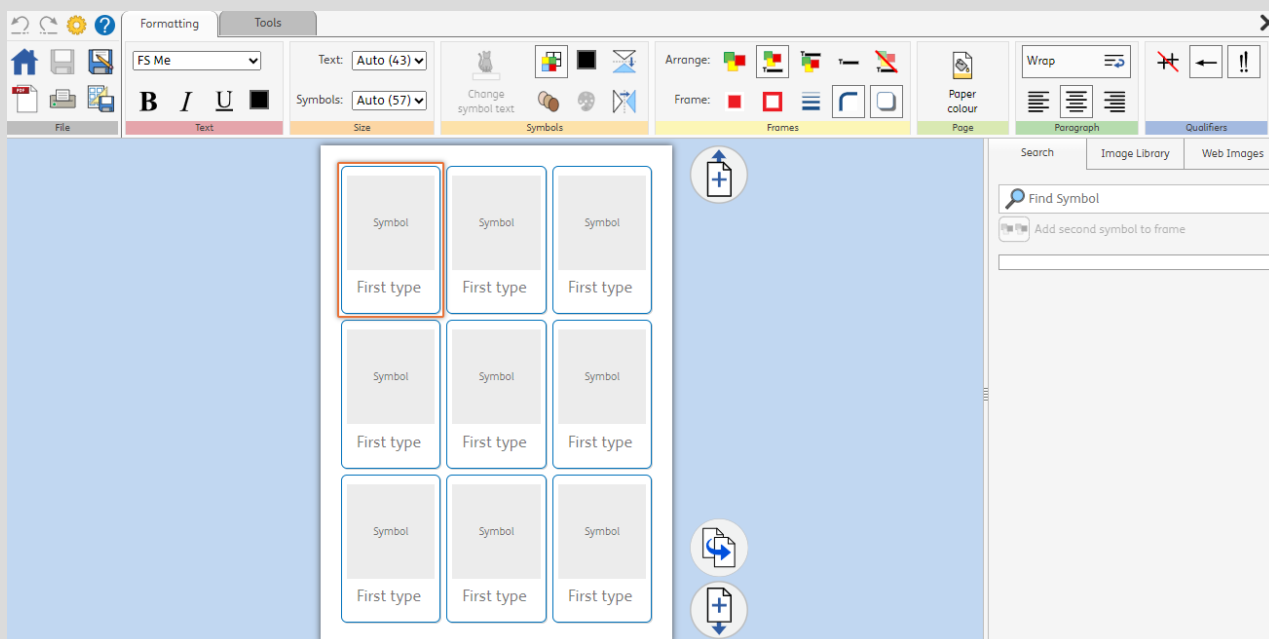 Formatting
Tools
FS Me
Text: Auto (43)
Symbols: Auto (57)
B I U
Change
symbol text
Arrange:
Frame:
Paper
colour
Wrap
File
Text
Size
Symbols
Frames
Page
Paragraph
Qualifiers
Search
Image Library
Web Images
Find Symbol
Add second symbol to frame
Symbol Symbol Symbol
First type First type First type
Symbol Symbol Symbol
First type First type First type
Symbol Symbol Symbol
First type First type First type